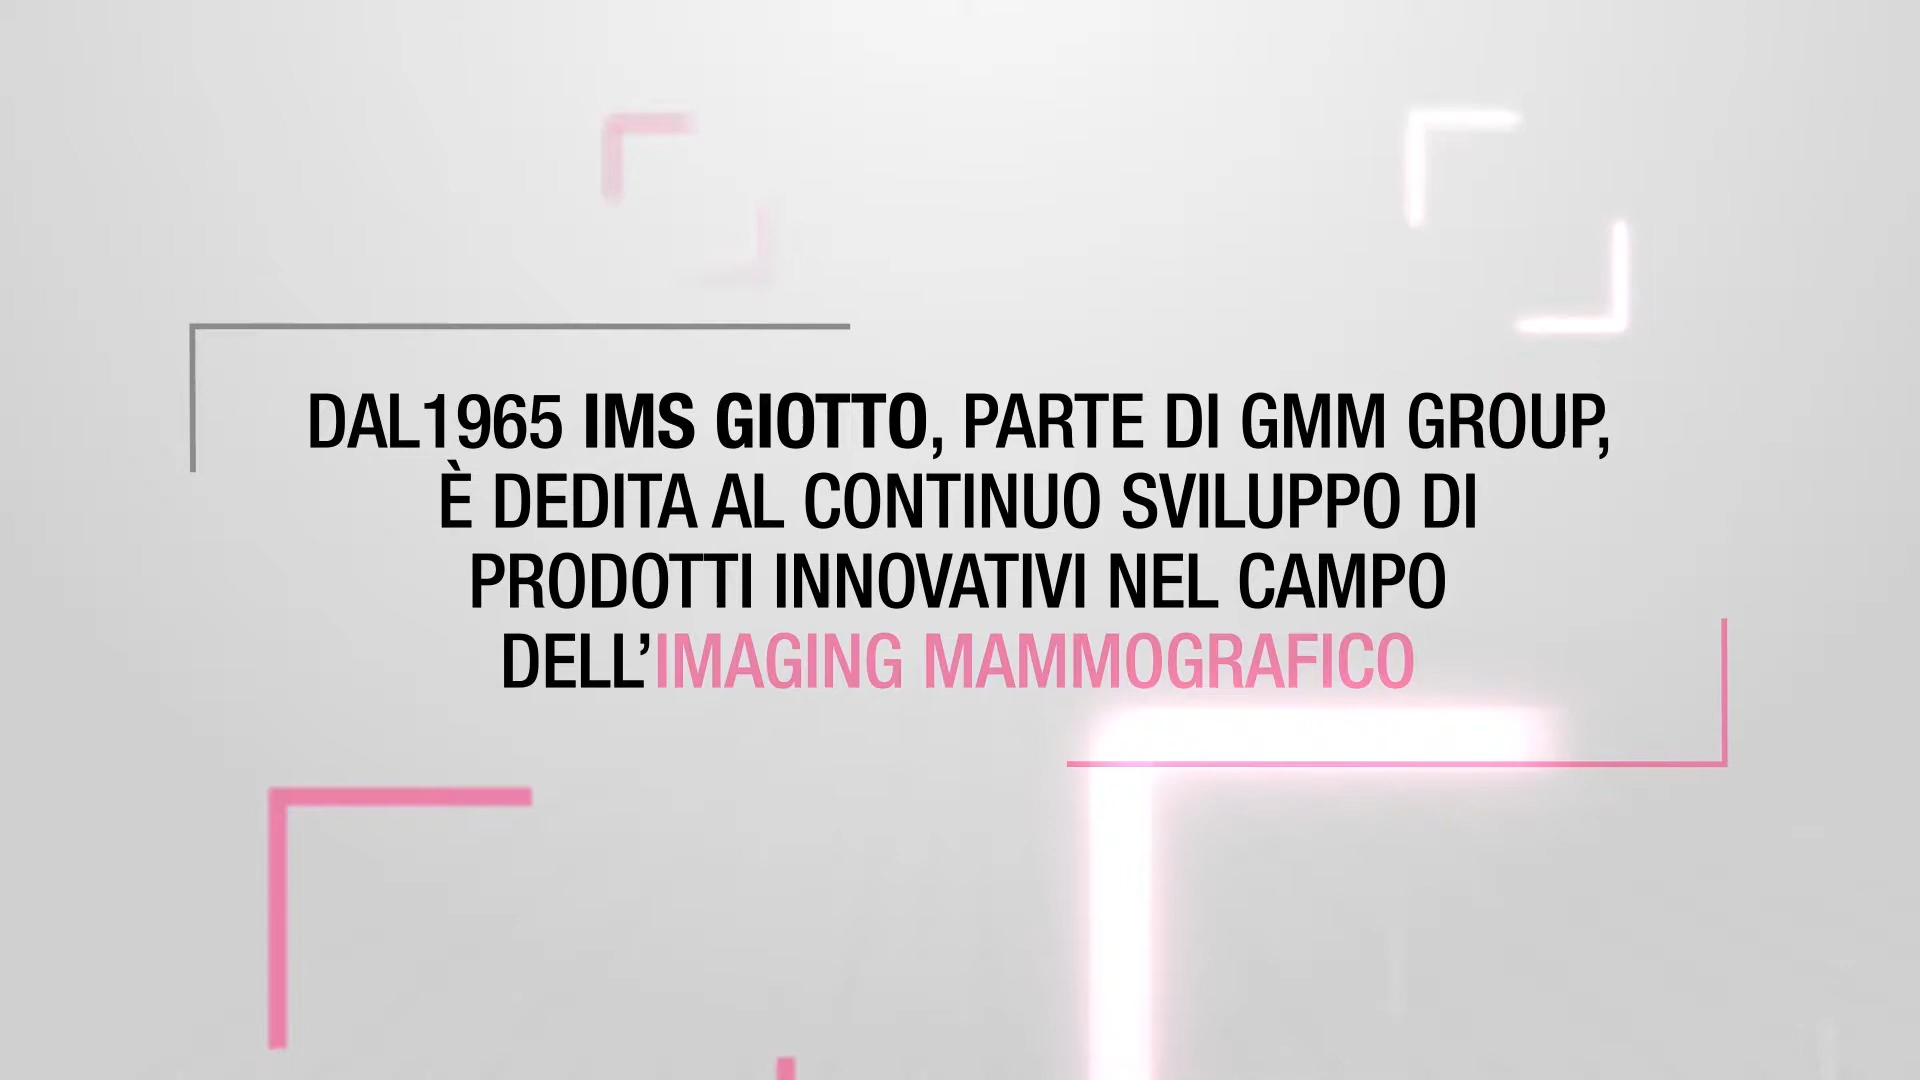 DAL1965 IMS GIOTTO, PARTE DI GMM GROUP,
È DEDITA AL CONTINUO SVILUPPO DI
PRODOTTI INNOVATIVI NEL CAMPO
DELL’IMAGING MAMMOGRAFICO